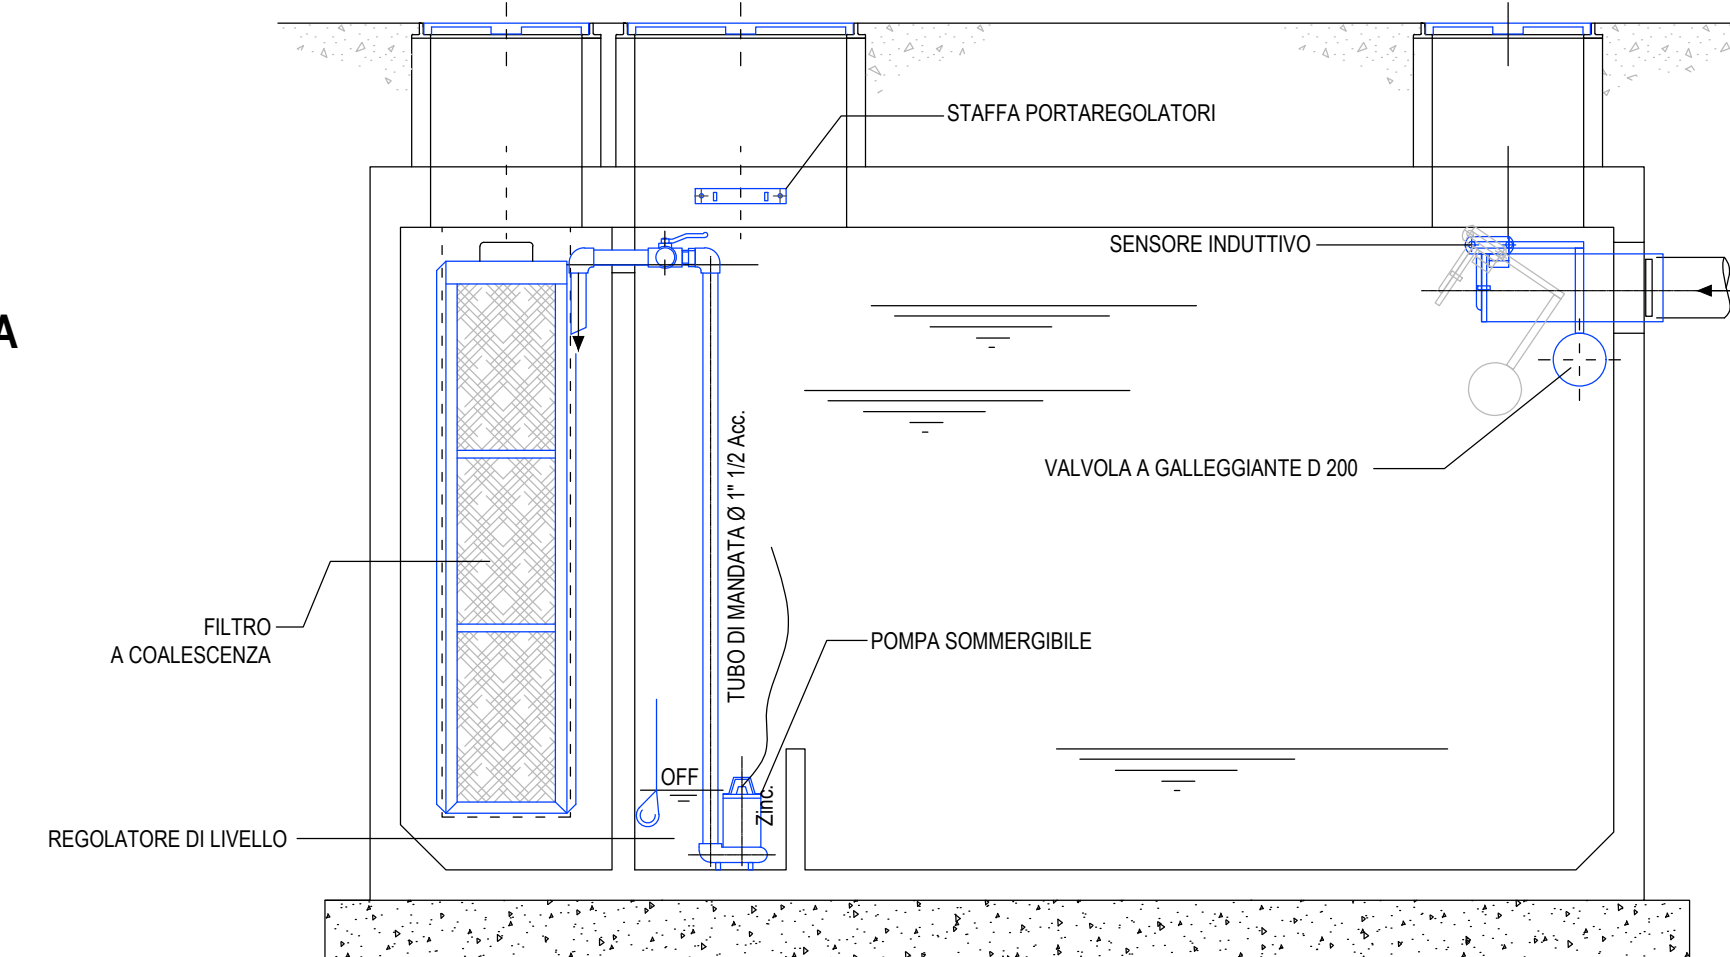 STAFFA PORTAREGOLATORI
SENSORE INDUTTIVO
A
VALVOLA A GALLEGGIANTE D 200
TUBO DI MANDATA Ø 1" 1/2 Acc.
Zinc.
FILTRO
A COALESCENZA
POMPA SOMMERGIBILE
OFF
REGOLATORE DI LIVELLO